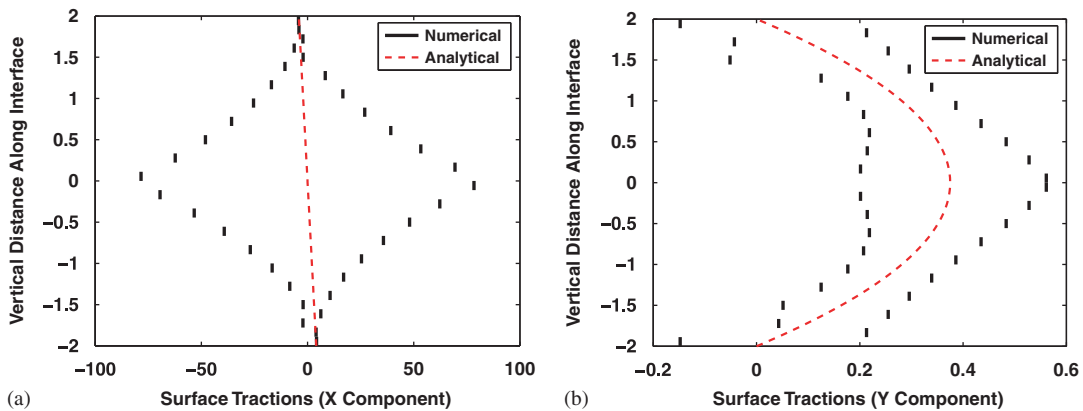 2
1.5
1
0.5
0
−0.5
−1
−1.5
−2
Vertical Distance Along Interface
−100
−50
0
50
100
Surface Tractions (X Component)
Numerical
Analytical
(a)
2
1.5
1
0.5
0
−0.5
−1
−1.5
−2
Vertical Distance Along Interface
−0.2
0
0.2
0.4
0.6
Surface Tractions (Y Component)
Numerical
Analytical
(b)